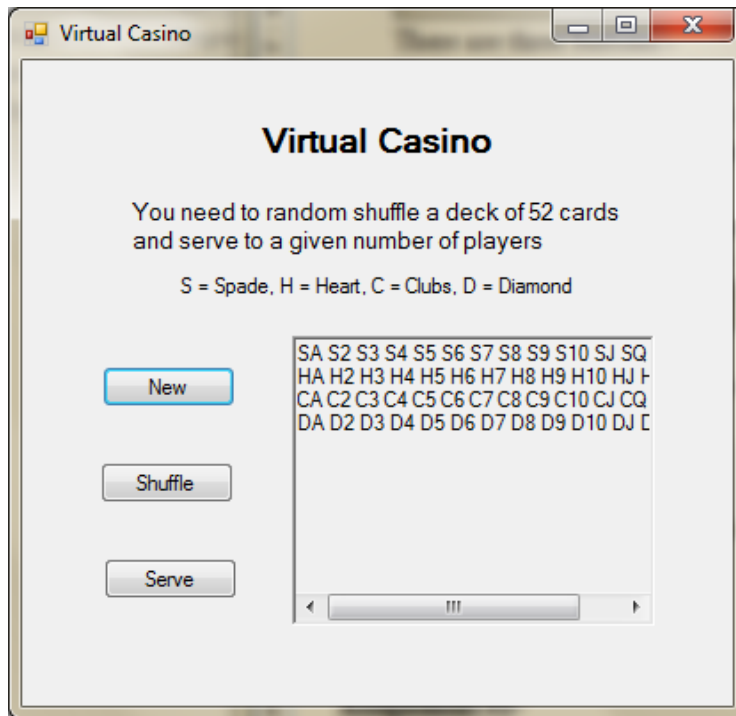 Virtual Casino
Virtual Casino
You need to random shuffle a deck of 52 cards
and serve to a given number of players
S = Spade, H = Heart, C = Clubs, D = Diamond
New
SA S2 S3 S4 S5 S6 S7 S8 S9 S10 SJ SQ
HA H2 H3 H4 H5 H6 H7 H8 H9 H10 HJ
CA C2 C3 C4 C5 C6 C7 C8 C9 C10 CJ CQ
DA D2 D3 D4 D5 D6 D7 D8 D9 D10 DJ
Shuffle
Serve